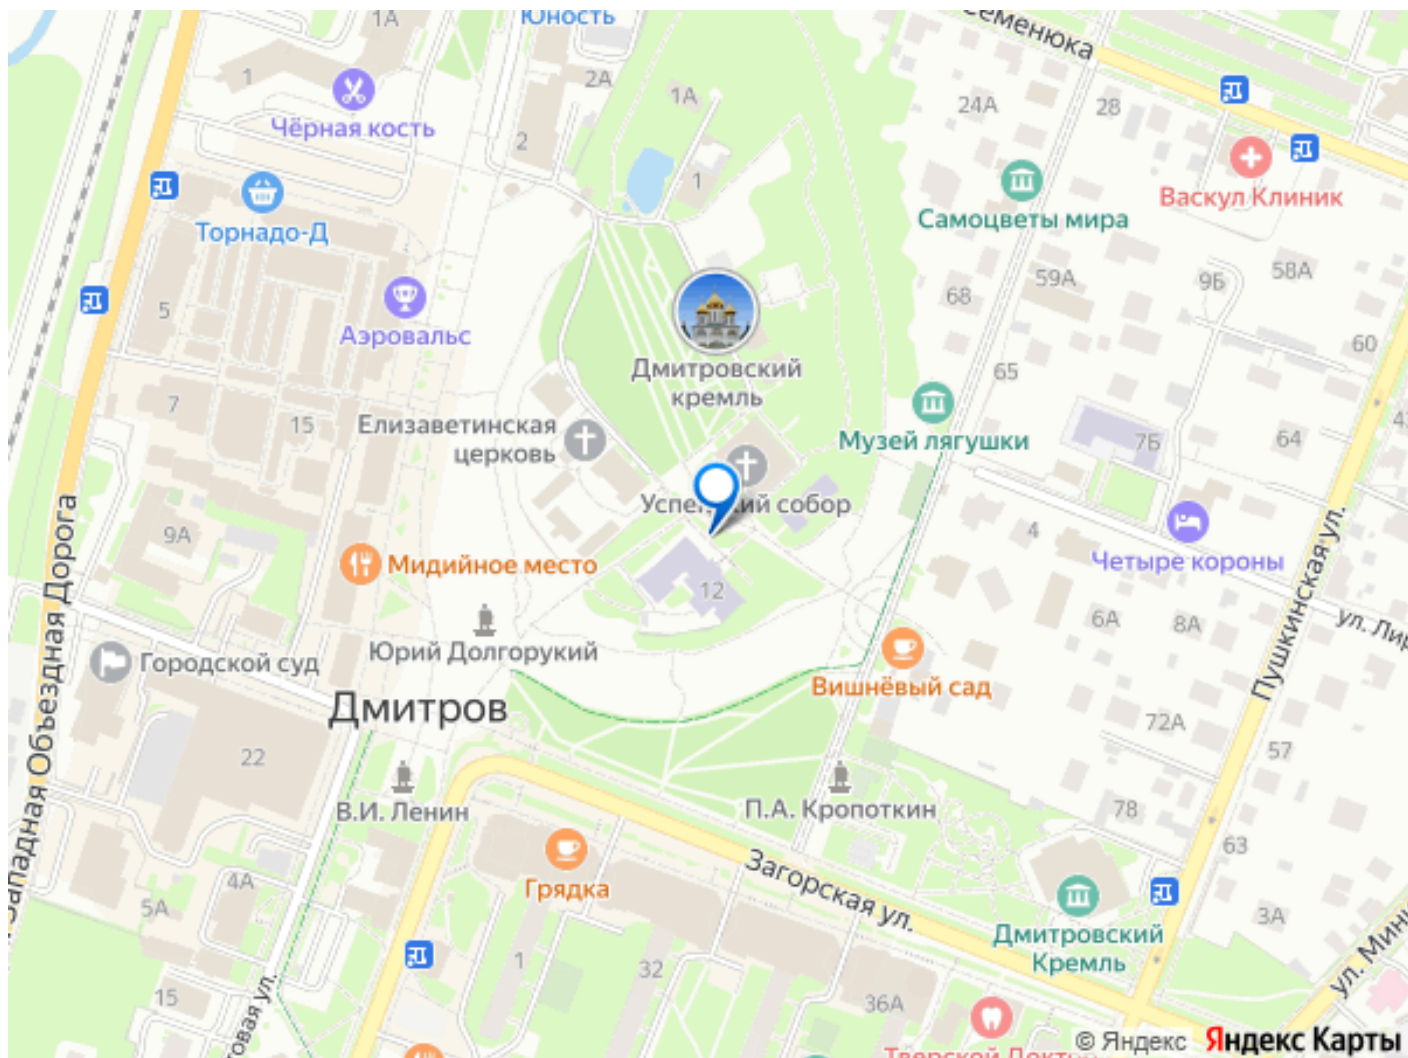 Юность
1А
Семенюка
1
2А
1А
24А
28
Чёрная кость
2
1
Васкул Клиник
Самоцветы мира
Торнадо-Д
59А
9Б
58А
68
5
Аэровальс
60
Дмитровский
кремль
65
7
15
Елизаветинская
церковь
Музей лягушки
7Б
64
Успенский собор
9А
4
Четыре короны
Мидийное место
12
Пушкинская ул.
6А
8А
Западная Объездная Дорога
Городской суд
Юрий Долгорукий
Вишнёвый сад
Дмитров
72А
57
22
В.И. Ленин
П.А. Кропоткин
78
63
Загорская ул.
Грядка
4А
5А
3А
Дмитровский
Кремль
1
32
15
36А
© Яндекс
Яндекс Карты